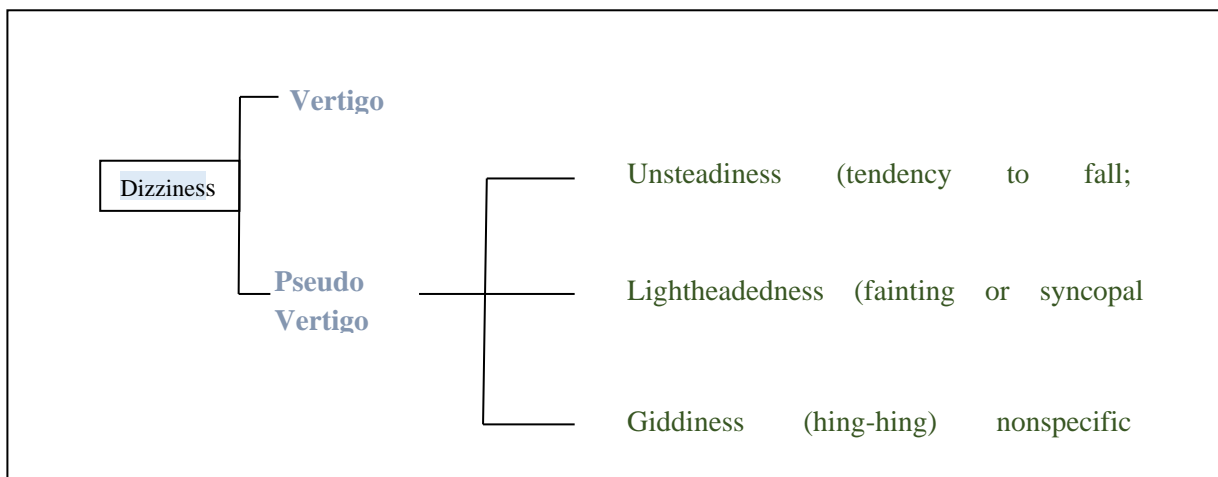 Vertigo
Dizziness
Unsteadiness (tendency to fall;
Pseudo
Vertigo
Lightheadedness (fainting or syncopal
Giddiness (hing-hing) nonspecific